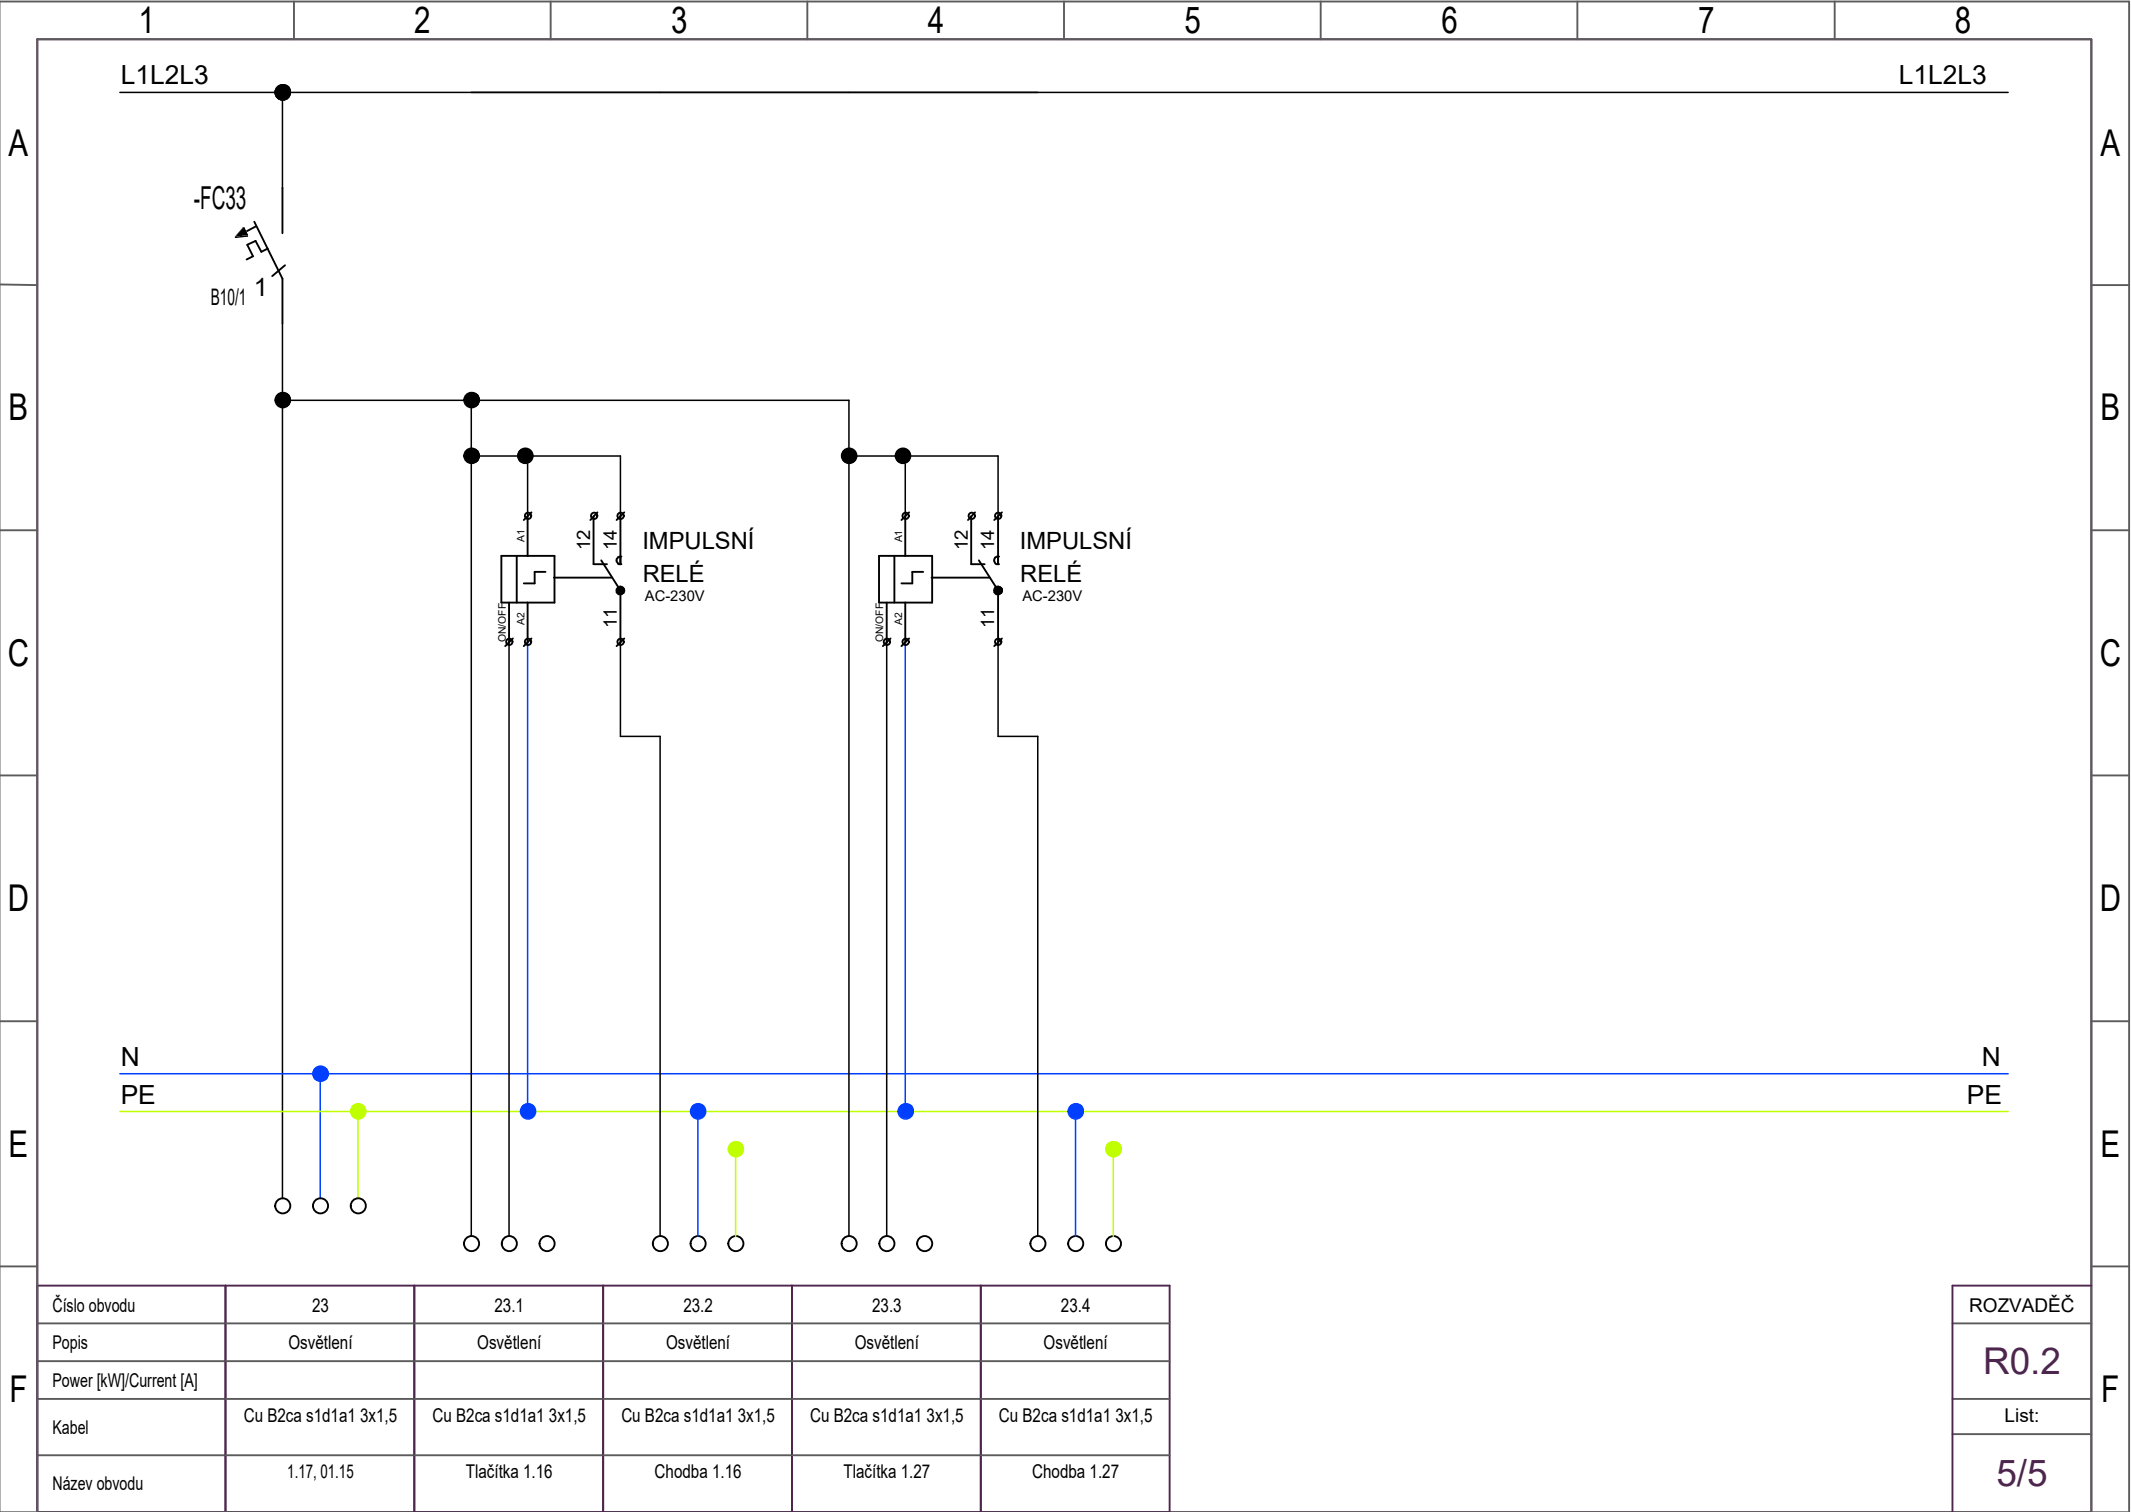 1 2 3 4 5 6 7 8
L1L2L3 L1L2L3
A A
-FC33
1
B10/1
B B
12 14 A1 IMPULSNÍ
RELÉ
AC-230V
ON/OFF A2 11
12 14 A1 IMPULSNÍ
RELÉ
AC-230V
ON/OFF A2 11
C C
D D
N N
PE PE
E E
Číslo obvodu 23 23.1 23.2 23.3 23.4
Popis Osvětlení Osvětlení Osvětlení Osvětlení Osvětlení
Power [kW]/Current [A]
Kabel Cu B2ca s1d1a1 3x1,5 Cu B2ca s1d1a1 3x1,5 Cu B2ca s1d1a1 3x1,5 Cu B2ca s1d1a1 3x1,5 Cu B2ca s1d1a1 3x1,5
Název obvodu 1.17, 01.15 Tlačítka 1.16 Chodba 1.16 Tlačítka 1.27 Chodba 1.27
F F
ROZVADĚČ
R0.2
List:
5/5